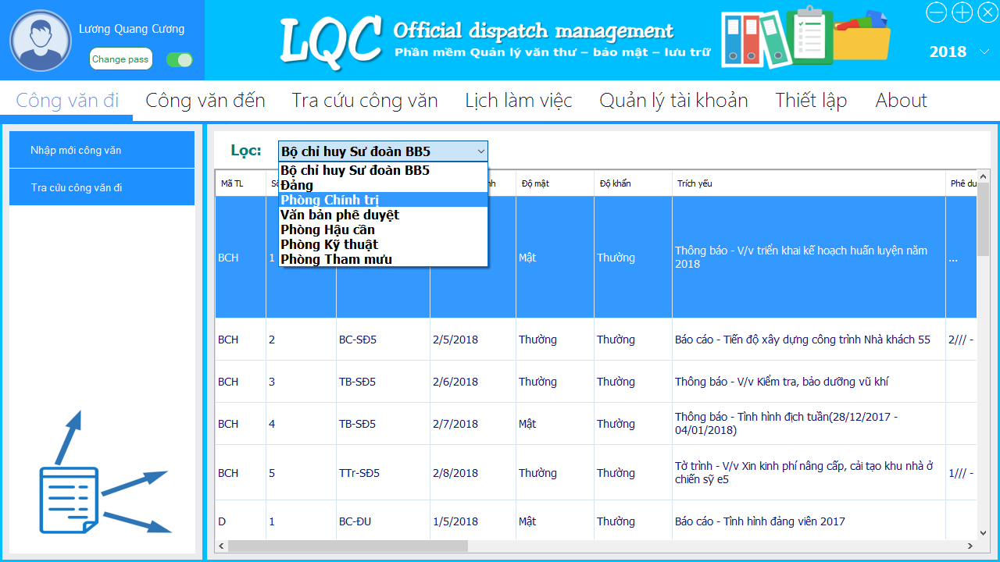 Lương Quang Cương
Change pass
LQC Official dispatch management
Phần mềm Quản lý văn thư – bảo mật – lưu trữ
2018
Công văn đi Công văn đến Tra cứu công văn Lịch làm việc Quản lý tài khoản Thiết lập About
Nhập mới công văn
Tra cứu công văn đi
Lọc: Bộ chỉ huy Sư đoàn BB5
Bộ chỉ huy Sư đoàn BB5
Đảng
Phòng Chính trị
Văn bản phê duyệt
Phòng Hậu cần
Phòng Kỹ thuật
Phòng Tham mưu
Mã TL Độ mật Độ khẩn Trích yếu Phê du
BCH 1 Mật Thường Thông báo - V/v triển khai kế hoạch huấn luyện năm
2018 ...
BCH 2 BC-SĐ5 2/5/2018 Thường Thường Báo cáo - Tiến độ xây dựng công trình Nhà khách 55 2/// -
BCH 3 TB-SĐ5 2/6/2018 Thường Thường Thông báo - V/v Kiểm tra, bảo dưỡng vũ khí
BCH 4 TB-SĐ5 2/7/2018 Mật Thường Thông báo - Tình hình địch tuần(28/12/2017 -
04/01/2018)
BCH 5 TTr-SĐ5 2/8/2018 Thường Thường Tờ trình - V/v Xin kinh phí nâng cấp, cải tạo khu nhà ở
chiến sỹ e5 1/// -
D 1 BC-ĐU 1/5/2018 Mật Thường Báo cáo - Tình hình đảng viên 2017